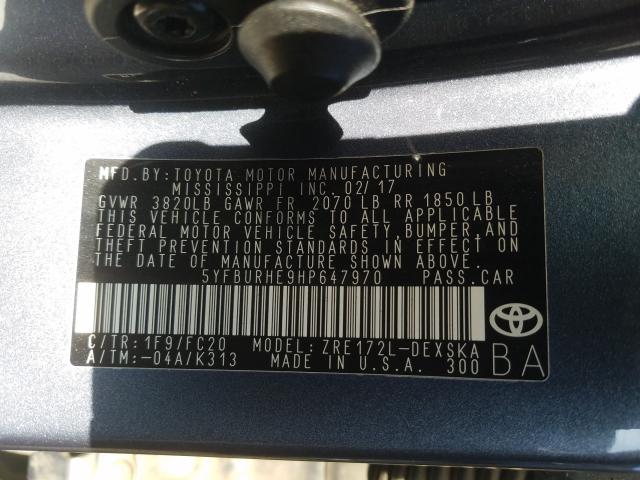 MFD.BY:TOYOTA MOTOR MANUFACTURING
MISSISSIPPI INC. 02/17
GVWR 3820LB GAWR FR 2070 LB RR 1850 LB
THIS VEHICLE CONFORMS TO ALL APPLICABLE
FEDERAL MOTOR VEHICLE SAFETY, BUMPER, AND
THEFT PREVENTION STANDARDS IN EFFECT ON
THE DATE OF MANUFACTURE SHOWN ABOVE.
5YFBURHE9HP647970 PASS.CAR
C/TR:1F9/FC20 MODEL:ZRE172L-DEXSKA
A/TM:-04A/K313 MADE IN U.S.A. 300
BA